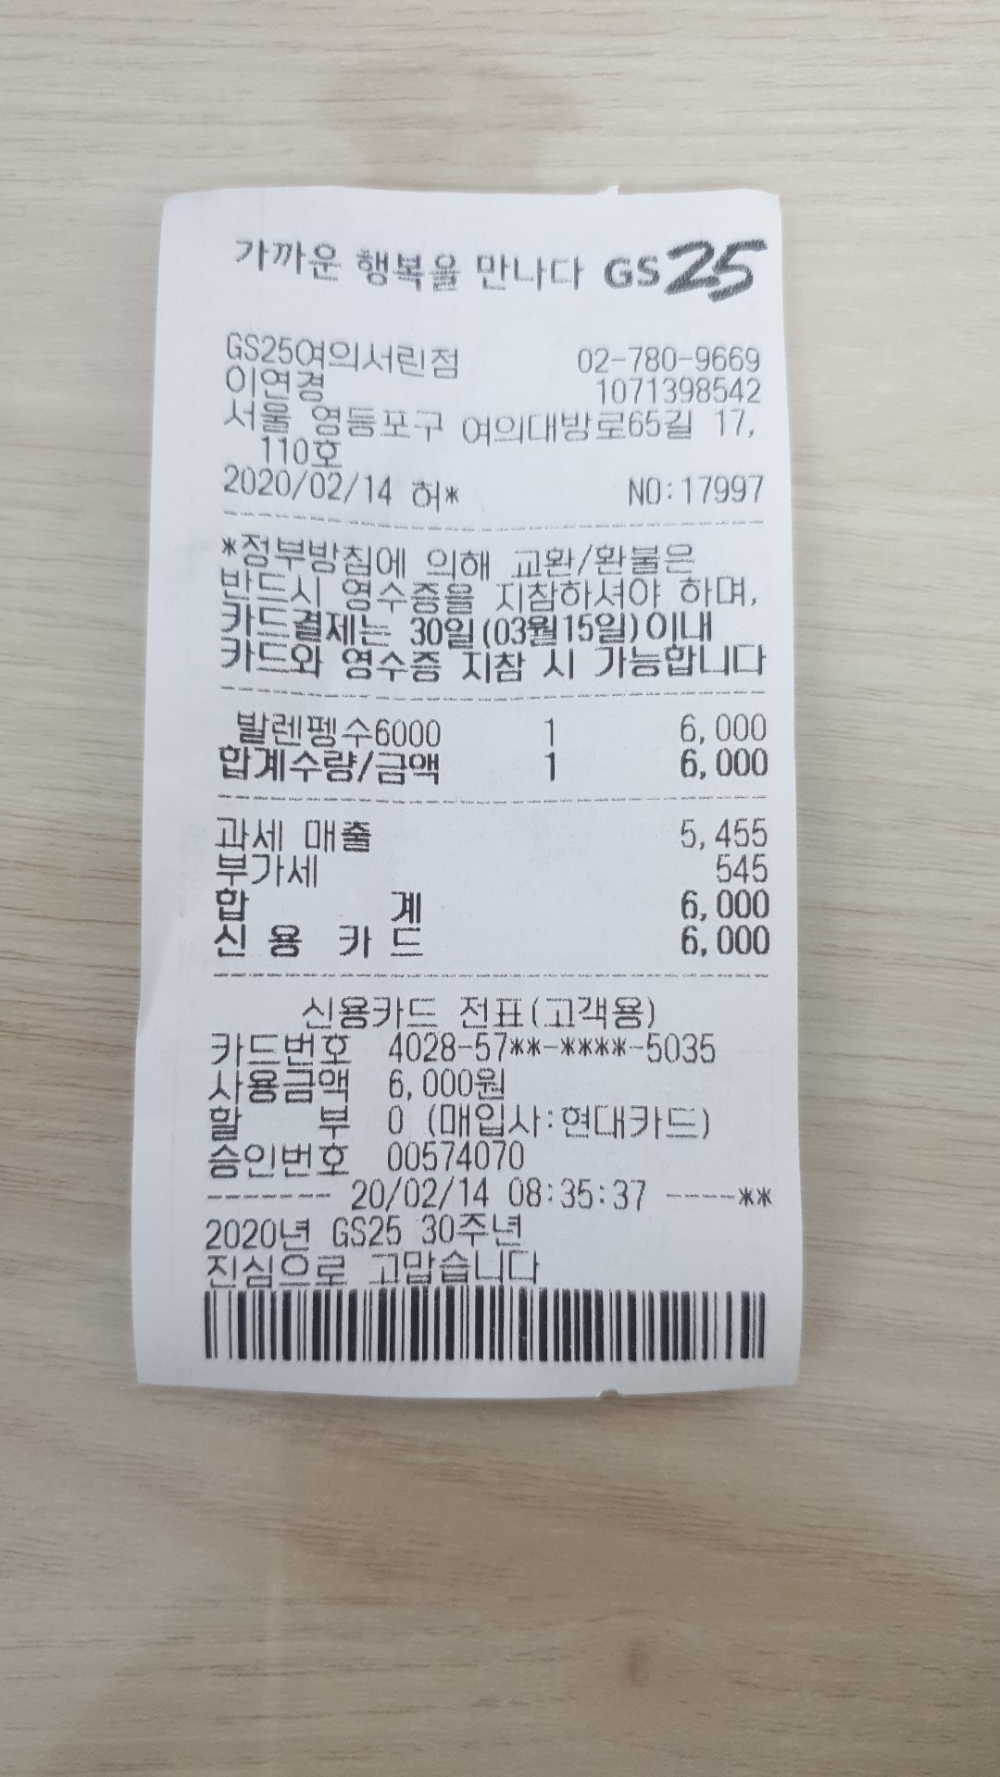 가까운 행복을 만나다 GS25
GS25여의서린점 02-780-9669
이연경 1071398542
서울 영등포구 여의대방로65길 17,
110호
2020/02/14 허* NO:17997
*정부방침에 의해 교환/환불은
반드시 영수증을 지참하셔야 하며,
카드결제는 30일(03월15일)이내
카드와 영수증 지참 시 가능합니다
발렌펭수6000 1 6,000
합계수량/금액 1 6,000
과세 매출 5,455
부가세 545
합 계 6,000
신 용 카 드 6,000
신용카드 전표(고객용)
카드번호 4028-57**-****-5035
사용금액 6,000원
할 부 0 (매입사:현대카드)
승인번호 00574070
------- 20/02/14 08:35:37 ----**
2020년 GS25 30주년
진심으로 고맙습니다